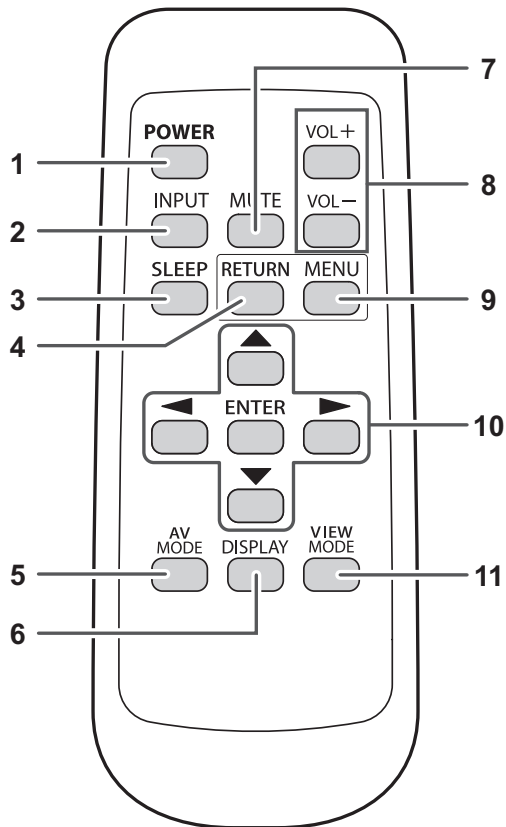 7
POWER
VOL+
1
8
INPUT
MUTE
VOL−
2
SLEEP
RETURN
MENU
3
9
4
ENTER
10
AV
MODE
DISPLAY
VIEW
MODE
5
11
6